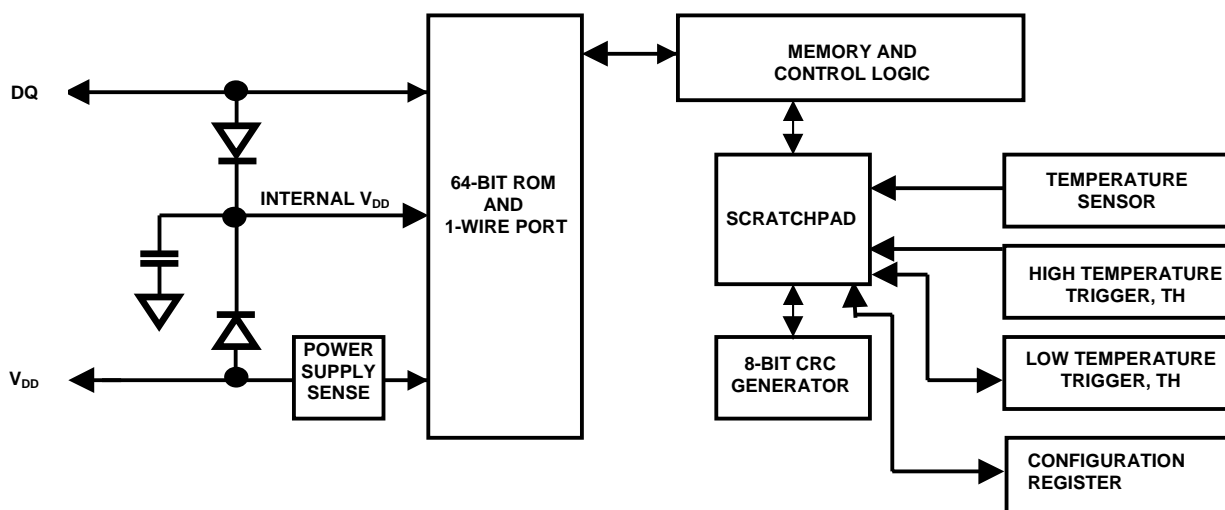 DQ
INTERNAL VDD
VDD
POWER
SUPPLY
SENSE
64-BIT ROM
AND
1-WIRE PORT
MEMORY AND
CONTROL LOGIC
SCRATCHPAD
8-BIT CRC
GENERATOR
TEMPERATURE
SENSOR
HIGH TEMPERATURE
TRIGGER, TH
LOW TEMPERATURE
TRIGGER, TH
CONFIGURATION
REGISTER